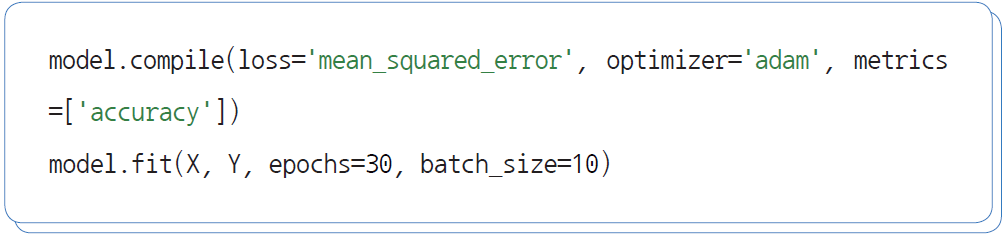 model.compile(loss='mean_squared_error', optimizer='adam', metrics
=['accuracy'])
model.fit(X, Y, epochs=30, batch_size=10)